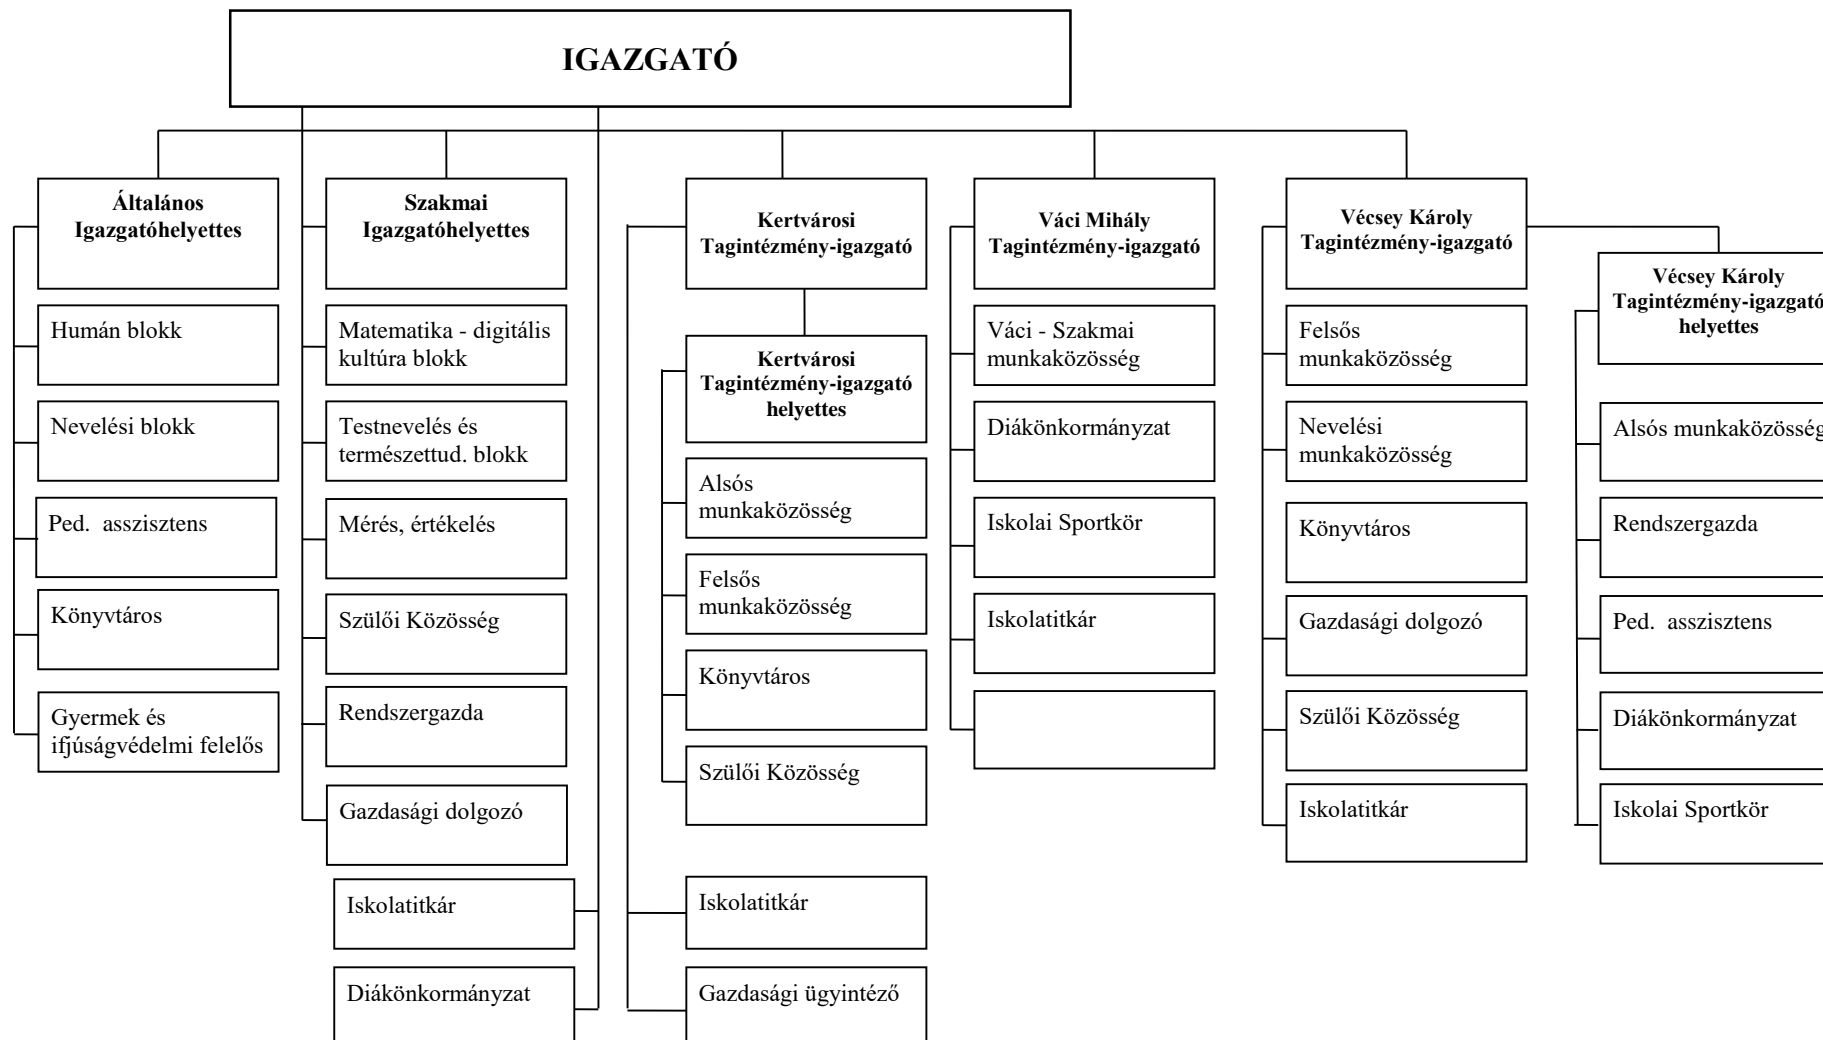 IGAZGATÓ
Általános
Igazgatóhelyettes
Humán blokk
Nevelési blokk
Ped. asszisztens
Könyvtáros
Gyermek és
ifjúságvédelmi felelős
Szakmai
Igazgatóhelyettes
Matematika - digitális
kultúra blokk
Testnevelés és
természettud. blokk
Mérés, értékelés
Szülői Közösség
Rendszergazda
Gazdasági dolgozó
Iskolatitkár
Diákönkormányzat
Kertvárosi
Tagintézmény-igazgató
Kertvárosi
Tagintézmény-igazgató
helyettes
Alsós
munkaközösség
Felsős
munkaközösség
Könyvtáros
Szülői Közösség
Iskolatitkár
Gazdasági ügyintéző
Váci Mihály
Tagintézmény-igazgató
Váci - Szakmai
munkaközösség
Diákönkormányzat
Iskolai Sportkör
Iskolatitkár
Vécsey Károly
Tagintézmény-igazgató
Felsős
munkaközösség
Nevelési
munkaközösség
Könyvtáros
Gazdasági dolgozó
Szülői Közösség
Iskolatitkár
Vécsey Károly
Tagintézmény-igazgató
helyettes
Alsós munkaközösség
Rendszergazda
Ped. asszisztens
Diákönkormányzat
Iskolai Sportkör